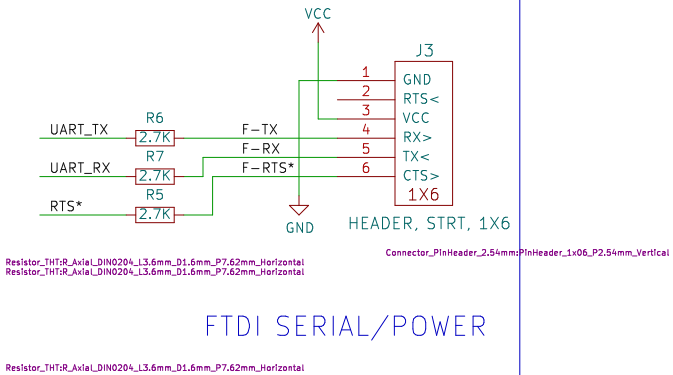 VCC
J3
1 GND
2 RTS<
3 VCC
R6
UART_TX 2.7K F-TX 4 RX>
R7 F-RX 5 TX<
UART_RX 2.7K F-RTS* 6 CTS>
R5 1X6
RTS* 2.7K
GND HEADER, STRT, 1X6
Connector_PinHeader_2.54mm:PinHeader_1x06_P2.54mm_Vertical
Resistor_THT:R_Axial_DIN0204_L3.6mm_D1.6mm_P7.62mm_Horizontal
Resistor_THT:R_Axial_DIN0204_L3.6mm_D1.6mm_P7.62mm_Horizontal
FTDI SERIAL/POWER
Resistor_THT:R_Axial_DIN0204_L3.6mm_D1.6mm_P7.62mm_Horizontal